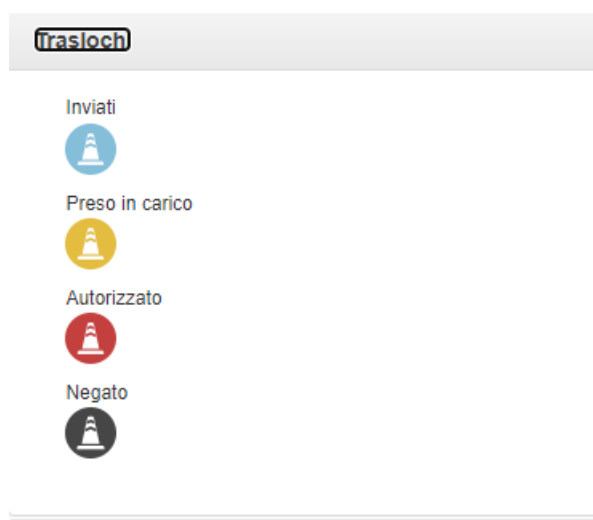 Traslochi
Inviati
Preso in carico
Autorizzato
Negato